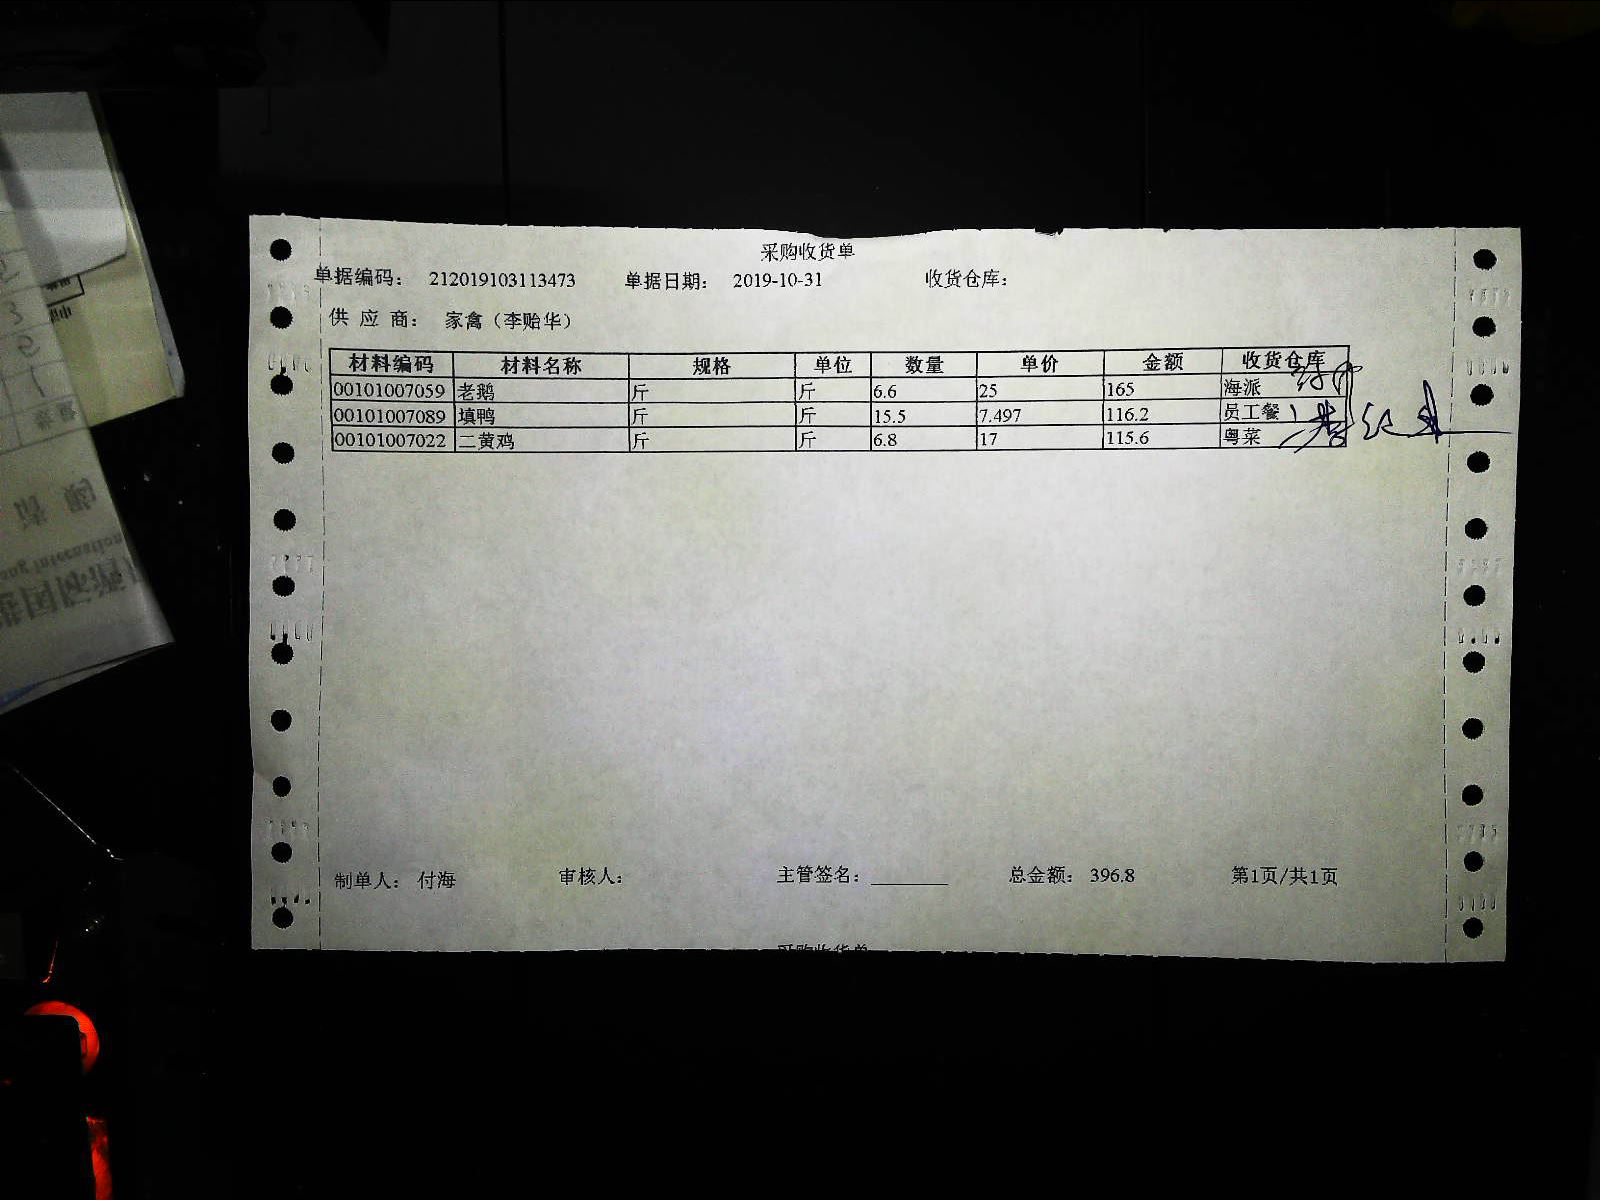 采购收货单
单据编码： 212019103113473 单据日期： 2019-10-31 收货仓库：
供 应 商： 家禽（李贻华）
材料编码 材料名称 规格 单位 数量 单价 金额 收货仓库
00101007059 老鹅 斤 斤 6.6 25 165 海派
00101007089 填鸭 斤 斤 15.5 7.497 116.2 员工餐
00101007022 二黄鸡 斤 斤 6.8 17 115.6 粤菜
制单人： 付海 审核人： 主管签名： 总金额： 396.8 第1页/共1页
采购收货单